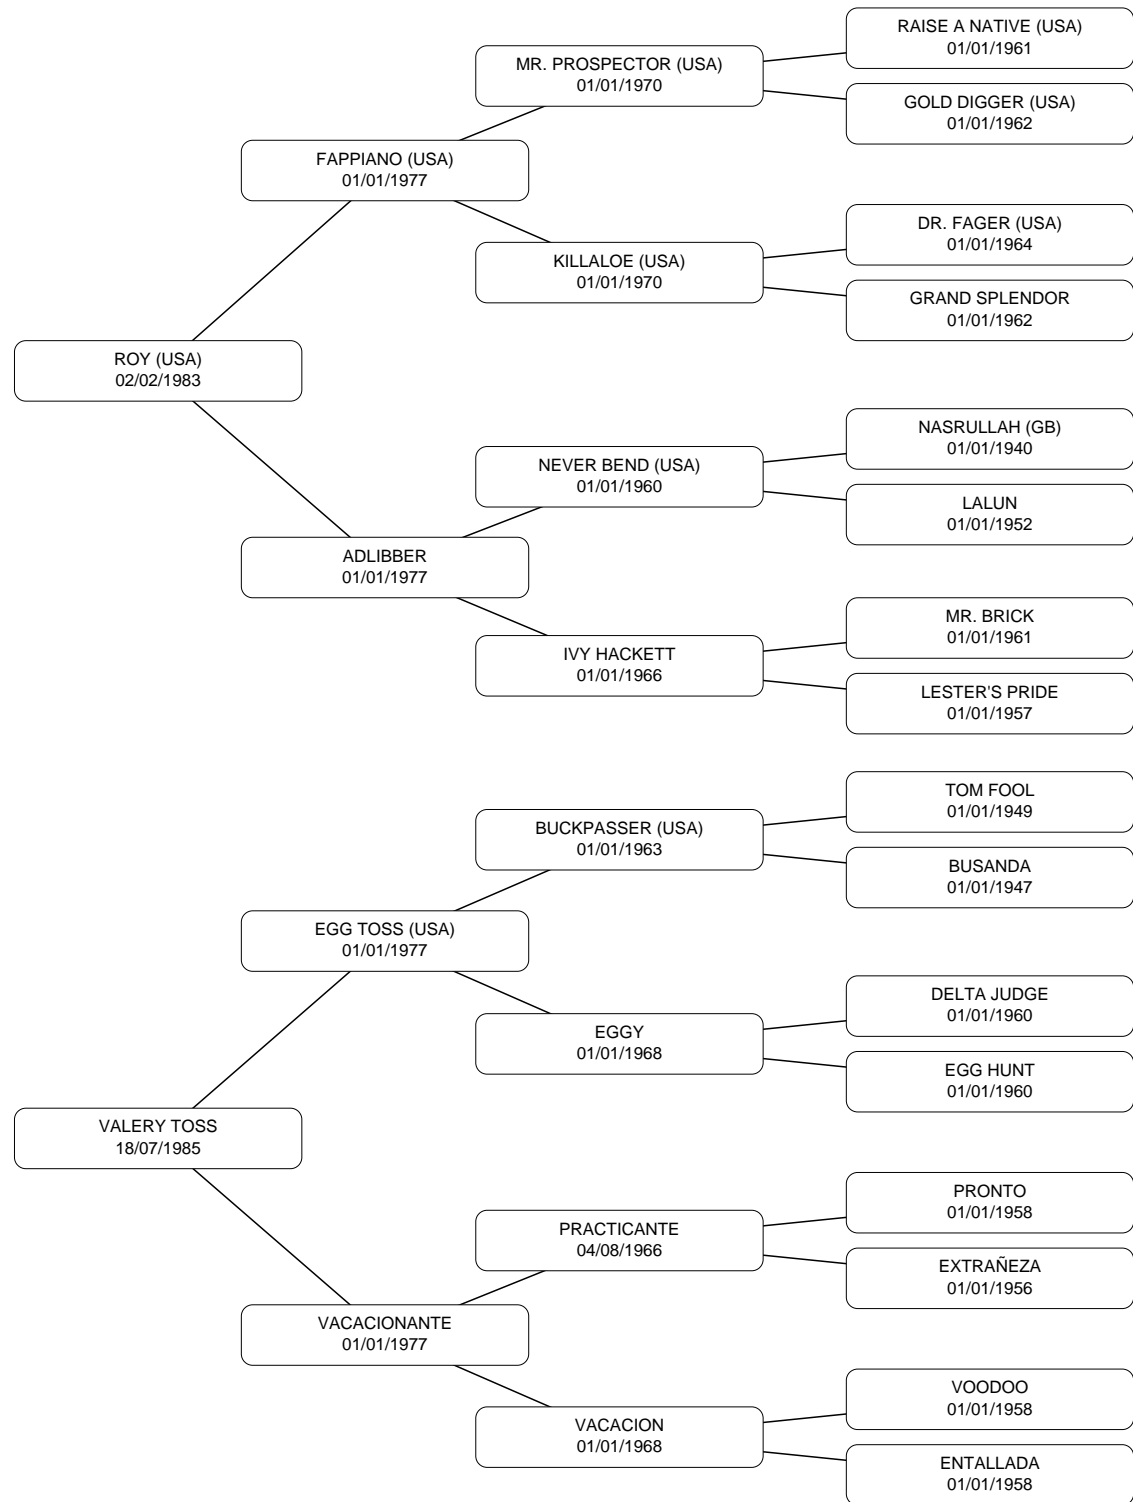 RAISE A NATIVE (USA)
01/01/1961
MR. PROSPECTOR (USA)
01/01/1970
GOLD DIGGER (USA)
01/01/1962
FAPPIANO (USA)
01/01/1977
DR. FAGER (USA)
01/01/1964
KILLALOE (USA)
01/01/1970
GRAND SPLENDOR
01/01/1962
ROY (USA)
02/02/1983
NASRULLAH (GB)
01/01/1940
NEVER BEND (USA)
01/01/1960
LALUN
01/01/1952
ADLIBBER
01/01/1977
MR. BRICK
01/01/1961
IVY HACKETT
01/01/1966
LESTER'S PRIDE
01/01/1957
TOM FOOL
01/01/1949
BUCKPASSER (USA)
01/01/1963
BUSANDA
01/01/1947
EGG TOSS (USA)
01/01/1977
DELTA JUDGE
01/01/1960
EGGY
01/01/1968
EGG HUNT
01/01/1960
VALERY TOSS
18/07/1985
PRONTO
01/01/1958
PRACTICANTE
04/08/1966
EXTRAÑEZA
01/01/1956
VACACIONANTE
01/01/1977
VOODOO
01/01/1958
VACACION
01/01/1968
ENTALLADA
01/01/1958